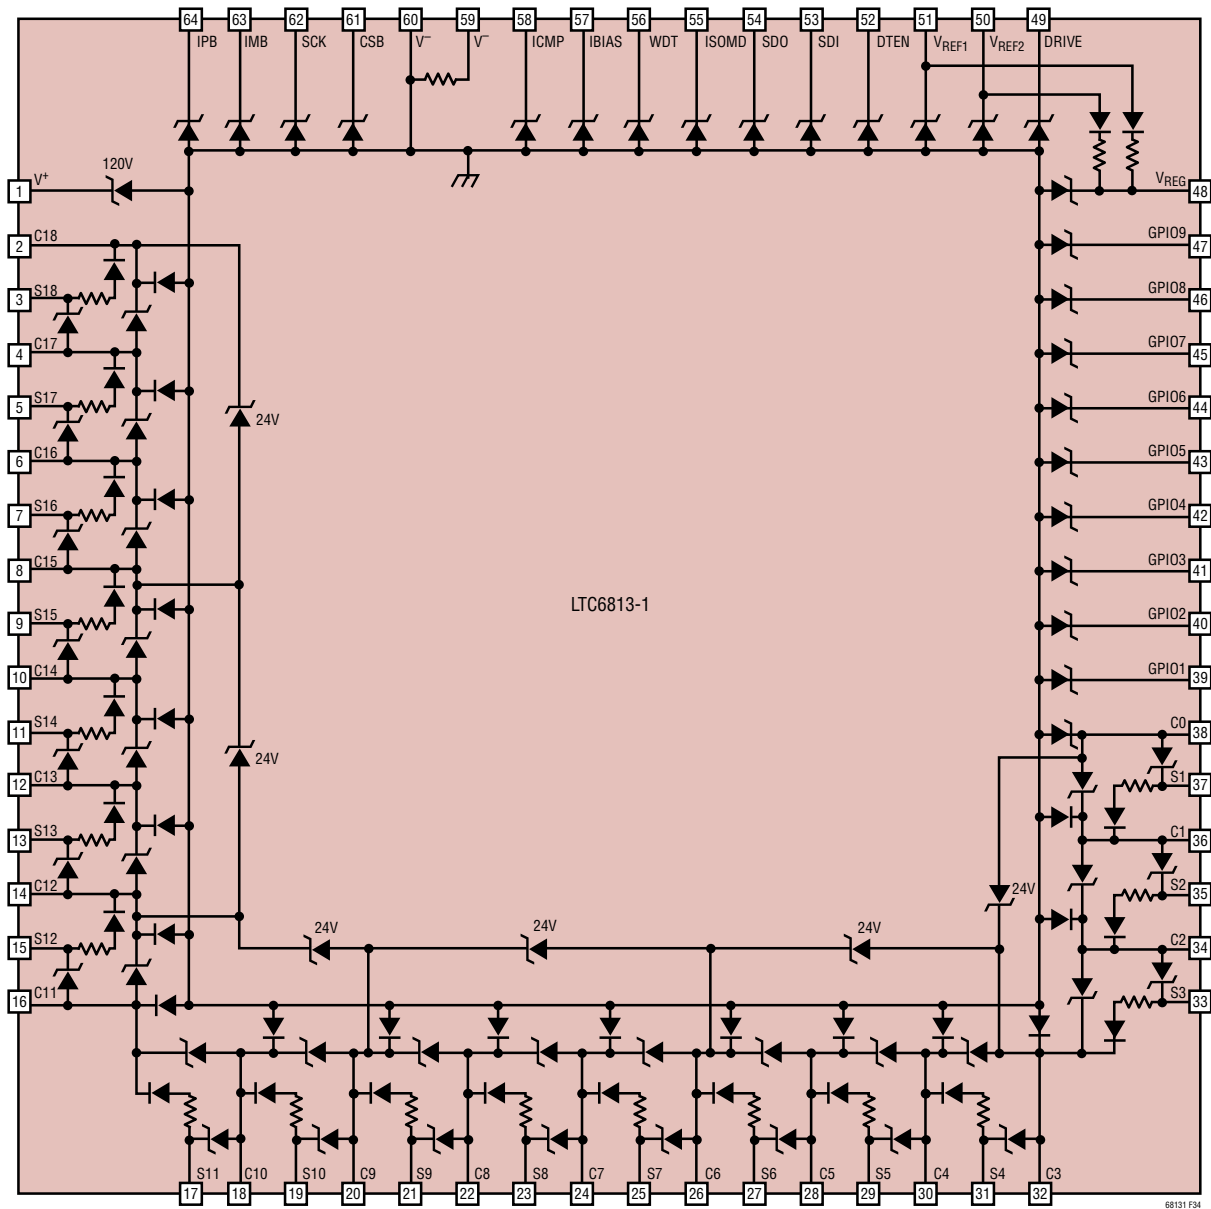 64 63 62 61 60 59 58 57 56 55 54 53 52 51 50 49
IPB IMB SCK CSB V– V– ICMP IBIAS WDT ISOMD SDO SDI DTEN VREF1 VREF2 DRIVE
120V
1 V+
VREG 48
2 C18
GPIO9 47
3 S18
GPIO8 46
4 C17
GPIO7 45
5 S17
GPIO6 44
24V
6 C16
GPIO5 43
7 S16
GPIO4 42
8 C15
GPIO3 41
LTC6813-1
9 S15
GPIO2 40
10 C14
GPIO1 39
11 S14
C0 38
24V
12 C13
S1 37
13 S13
C1 36
14 C12
24V
S2 35
24V 24V 24V
15 S12
C2 34
16 C11
S3 33
S11 C10 S10 C9 S9 C8 S8 C7 S7 C6 S6 C5 S5 C4 S4 C3
17 18 19 20 21 22 23 24 25 26 27 28 29 30 31 32
68131 F34